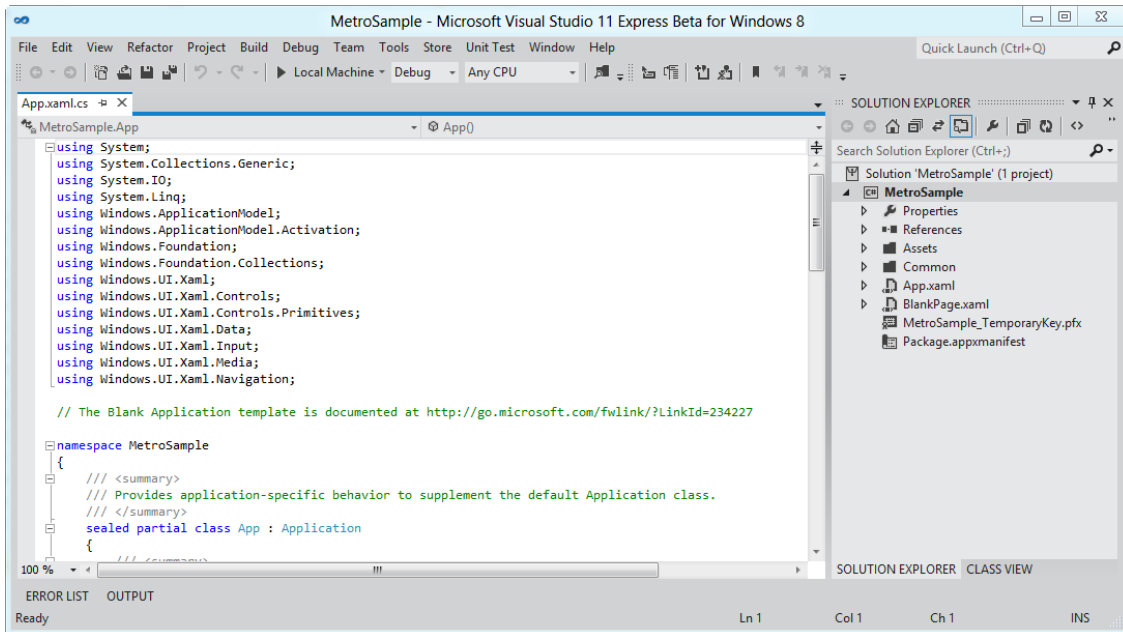 MetroSample - Microsoft Visual Studio 11 Express Beta for Windows 8
File Edit View Refactor Project Build Debug Team Tools Store Unit Test Window Help
Quick Launch (Ctrl+Q)
Local Machine Debug Any CPU
App.xaml.cs
MetroSample.App
App()
using System;
using System.Collections.Generic;
using System.IO;
using System.Linq;
using Windows.ApplicationModel;
using Windows.ApplicationModel.Activation;
using Windows.Foundation;
using Windows.Foundation.Collections;
using Windows.UI.Xaml;
using Windows.UI.Xaml.Controls;
using Windows.UI.Xaml.Controls.Primitives;
using Windows.UI.Xaml.Data;
using Windows.UI.Xaml.Input;
using Windows.UI.Xaml.Media;
using Windows.UI.Xaml.Navigation;
// The Blank Application template is documented at http://go.microsoft.com/fwlink/?LinkId=234227
namespace MetroSample
{
/// <summary>
/// Provides application-specific behavior to supplement the default Application class.
/// </summary>
sealed partial class App : Application
{
/// <summary>
100 %
SOLUTION EXPLORER
Search Solution Explorer (Ctrl+;)
Solution 'MetroSample' (1 project)
C# MetroSample
Properties
References
Assets
Common
App.xaml
BlankPage.xaml
MetroSample_TemporaryKey.pfx
Package.appxmanifest
SOLUTION EXPLORER CLASS VIEW
ERROR LIST OUTPUT
Ready Ln 1 Col 1 Ch 1 INS